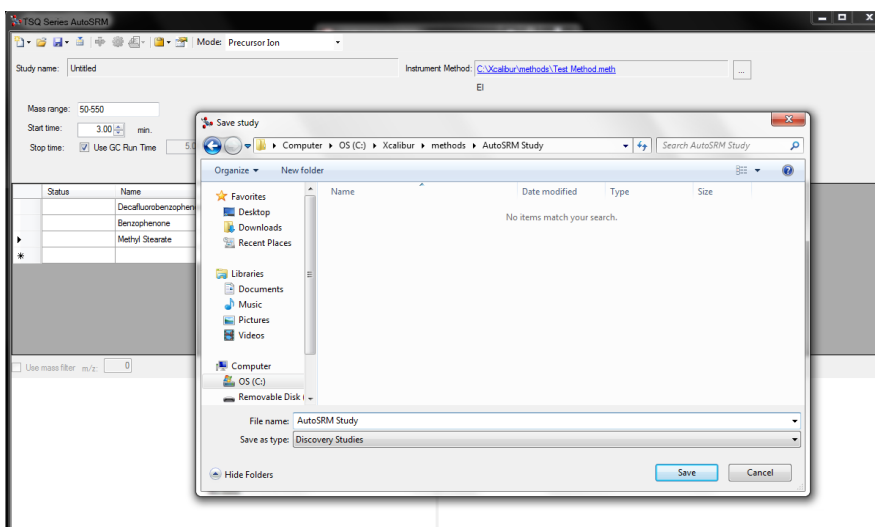 TSQ Series AutoSRM
Mode: Precursor Ion
Study name: Untitled
Instrument Method: C:\Xcalibur\methods\Test Method.meth
...
EI
Mass range: 50-550
Start time: 3.00 min.
Stop time: Use GC Run Time 5.0
Status Name
Decafluorobenzophen
Benzophenone
Methyl Stearate
Use mass filter m/z: 0
Save study
Computer OS (C:) Xcalibur methods AutoSRM Study
Search AutoSRM Study
Organize New folder
Name Date modified Type Size
No items match your search.
Favorites
Desktop
Downloads
Recent Places
Libraries
Documents
Music
Pictures
Videos
Computer
OS (C:)
Removable Disk
File name: AutoSRM Study
Save as type: Discovery Studies
Hide Folders
Save Cancel